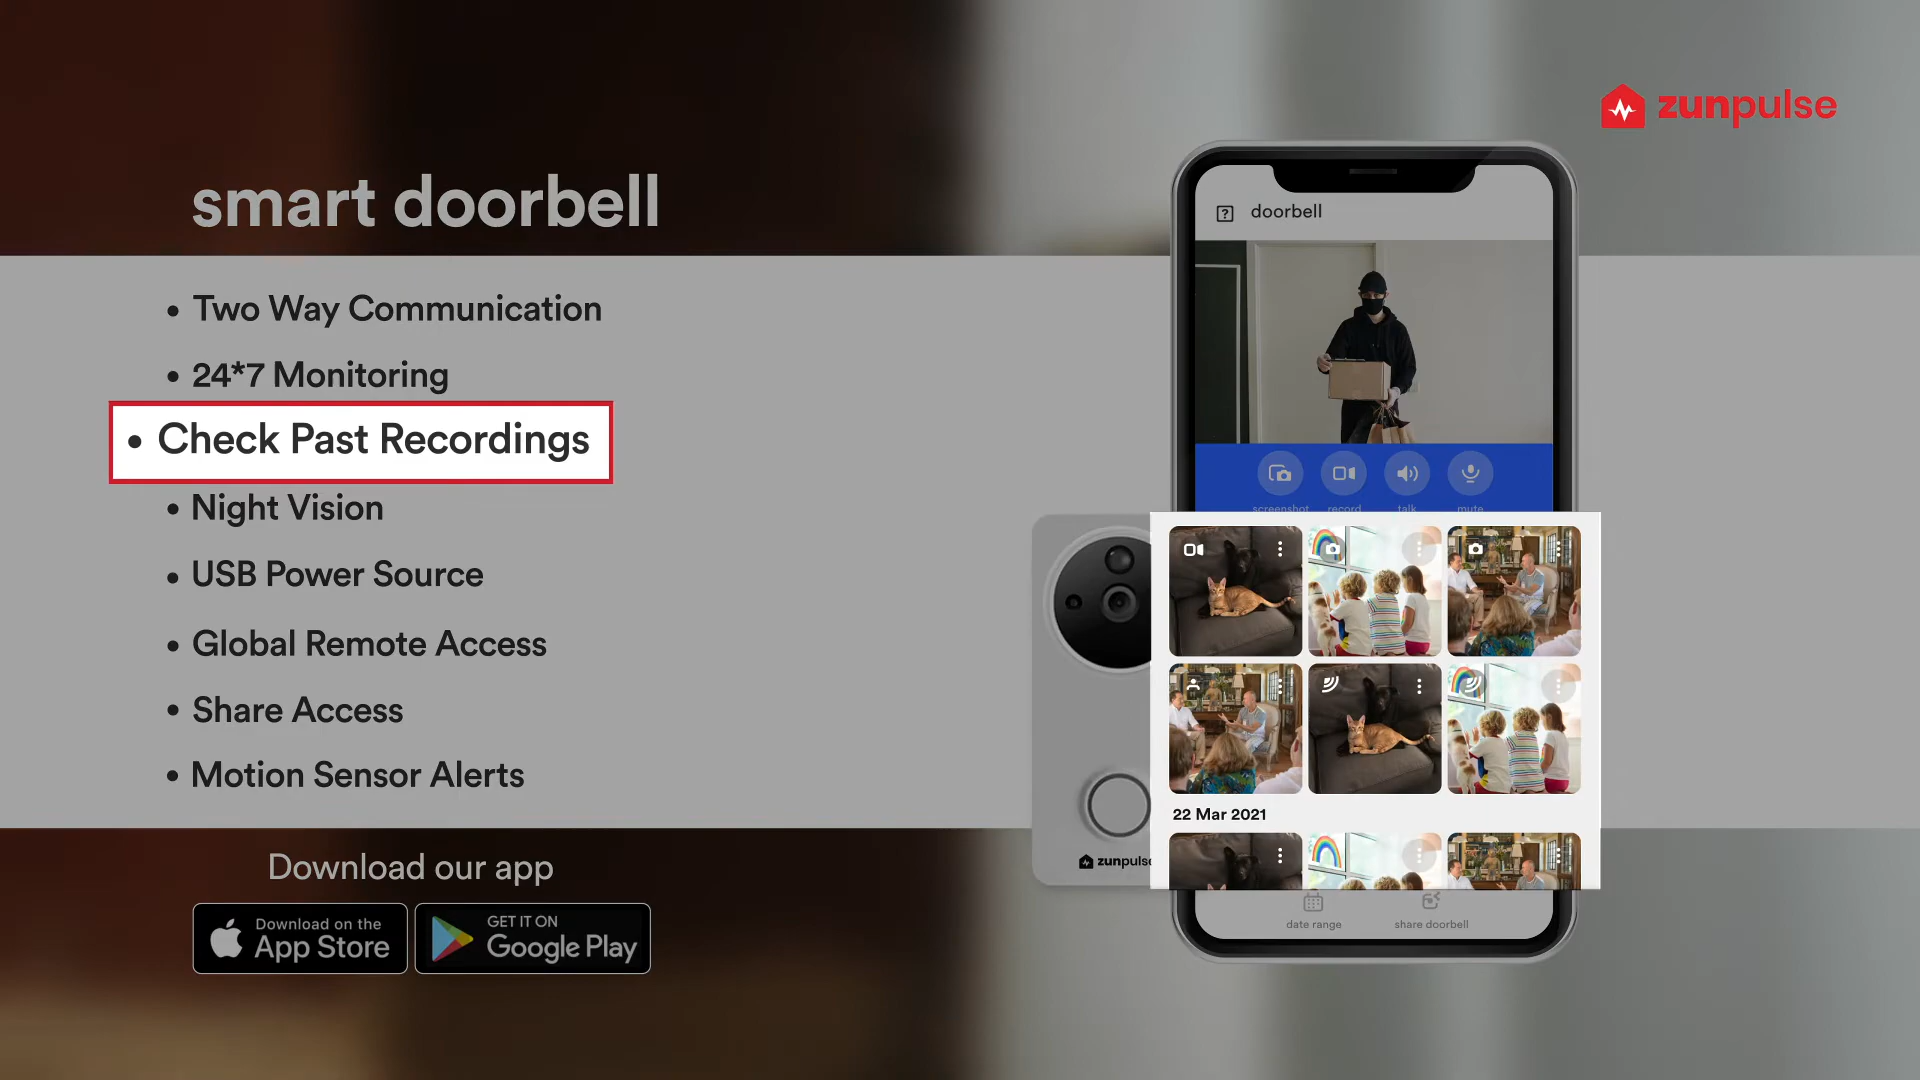 zunpulse
smart doorbell
• Two Way Communication
• 24*7 Monitoring
• Check Past Recordings
• Night Vision
• USB Power Source
• Global Remote Access
• Share Access
• Motion Sensor Alerts
Download our app
Download on the
App Store
GET IT ON
Google Play
doorbell
screenshot record talk mute
22 Mar 2021
zunpulse
date range share doorbell